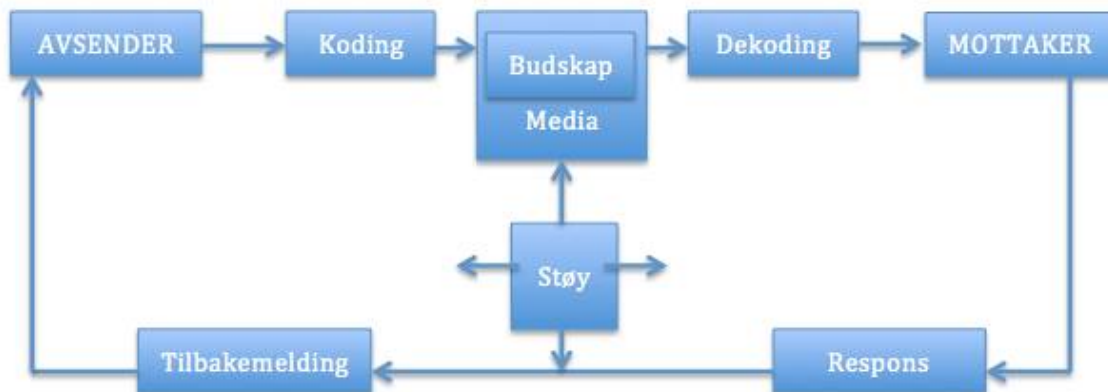 AVSENDER
Koding
Budskap
Media
Dekoding
MOTTAKER
Støy
Tilbakemelding
Respons